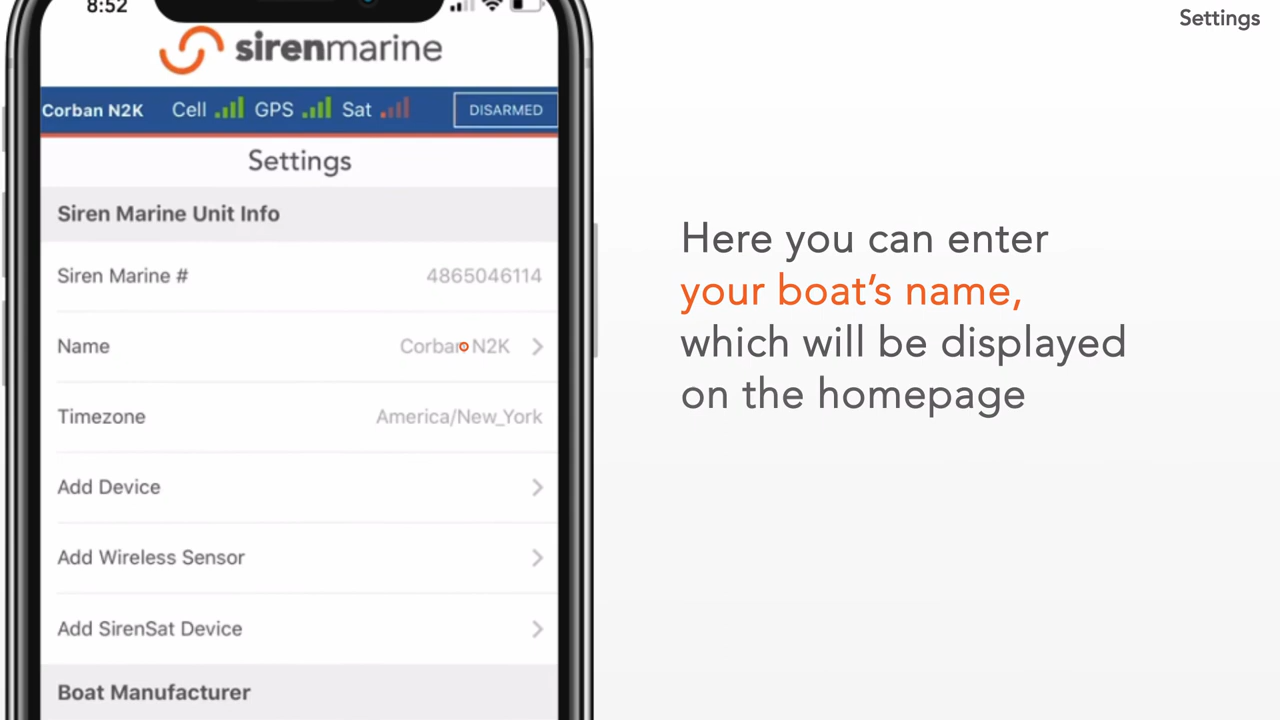 Settings
8:52
sirenmarine
Corban N2K Cell GPS Sat DISARMED
Settings
Siren Marine Unit Info
Siren Marine # 4865046114
Name Corban N2K
Timezone America/New_York
Add Device
Add Wireless Sensor
Add SirenSat Device
Boat Manufacturer
Here you can enter
your boat's name,
which will be displayed
on the homepage